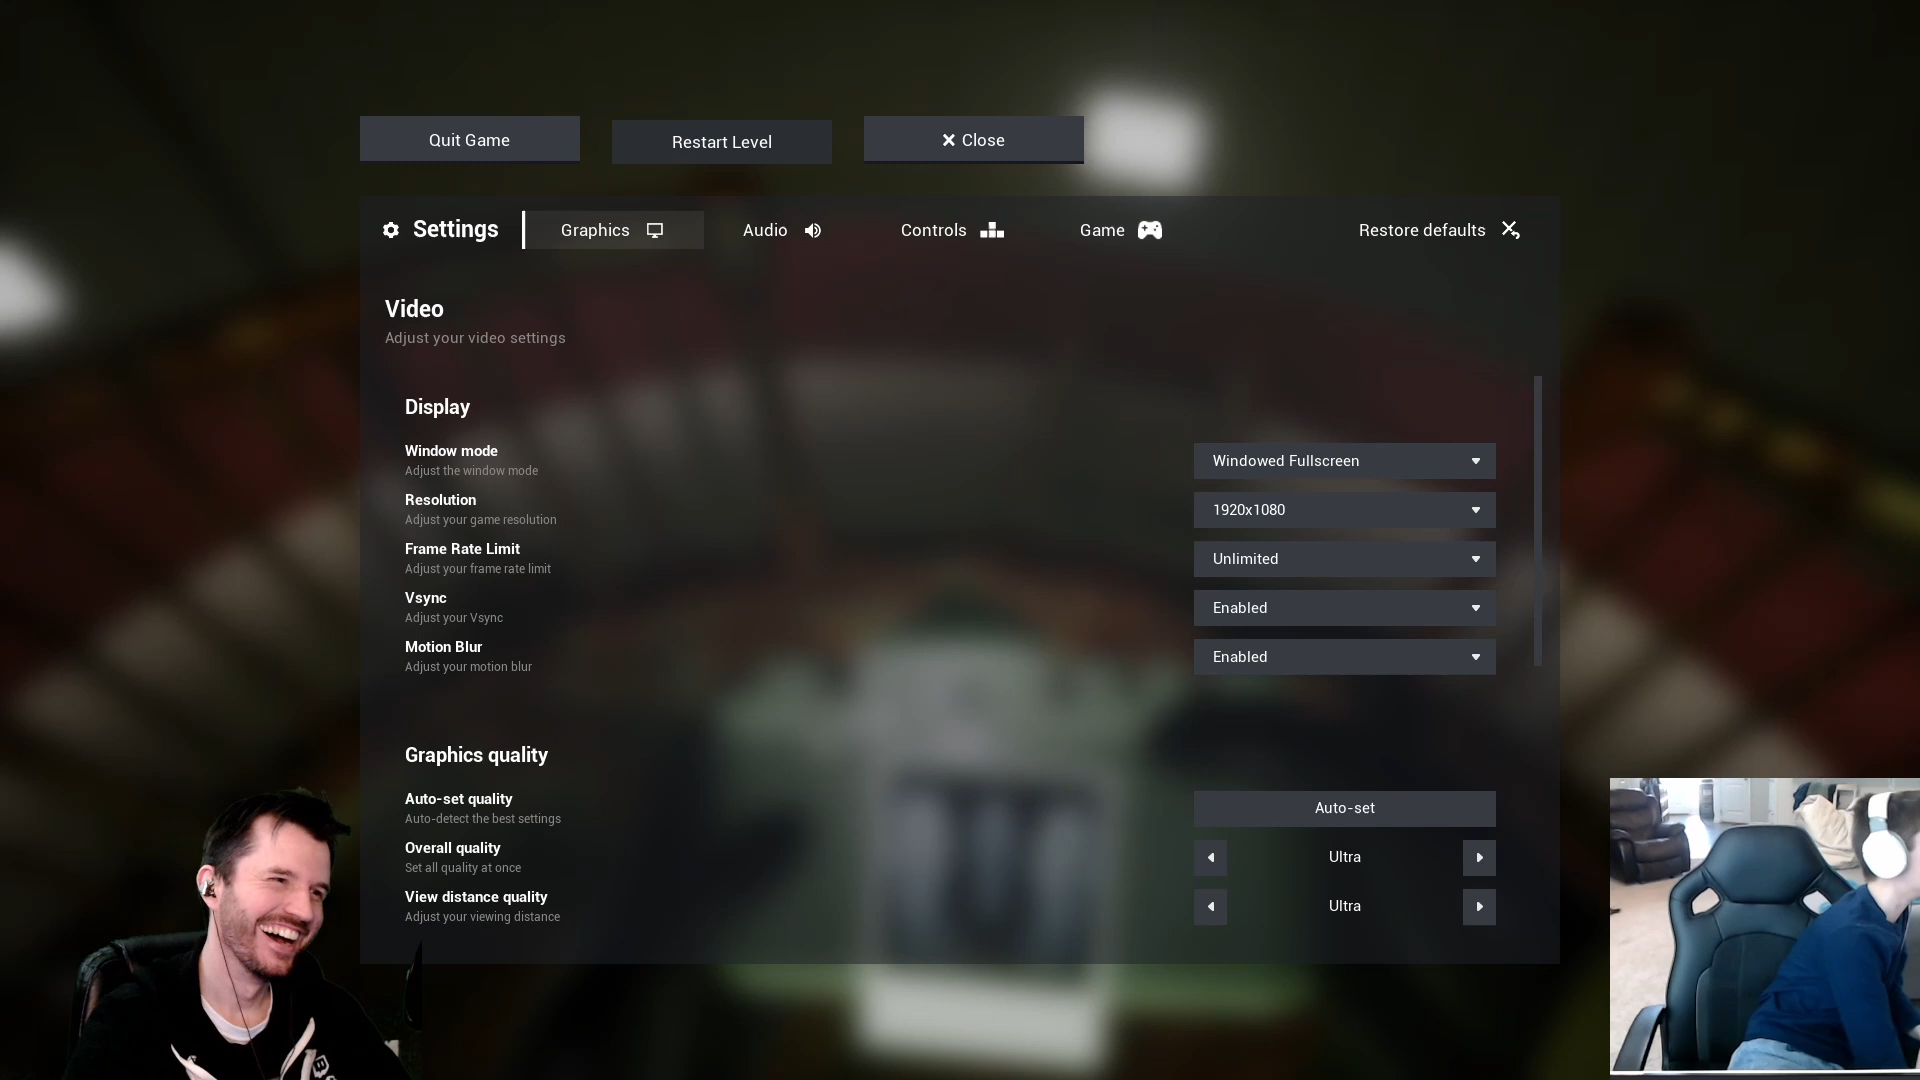 Quit Game
Restart Level
Close
Settings
Graphics
Audio
Controls
Game
Restore defaults
Video
Adjust your video settings
Display
Window mode
Adjust the window mode
Windowed Fullscreen
Resolution
Adjust your game resolution
1920x1080
Frame Rate Limit
Adjust your frame rate limit
Unlimited
Vsync
Adjust your Vsync
Enabled
Motion Blur
Adjust your motion blur
Enabled
Graphics quality
Auto-set quality
Auto-detect the best settings
Auto-set
Overall quality
Set all quality at once
Ultra
View distance quality
Adjust your viewing distance
Ultra